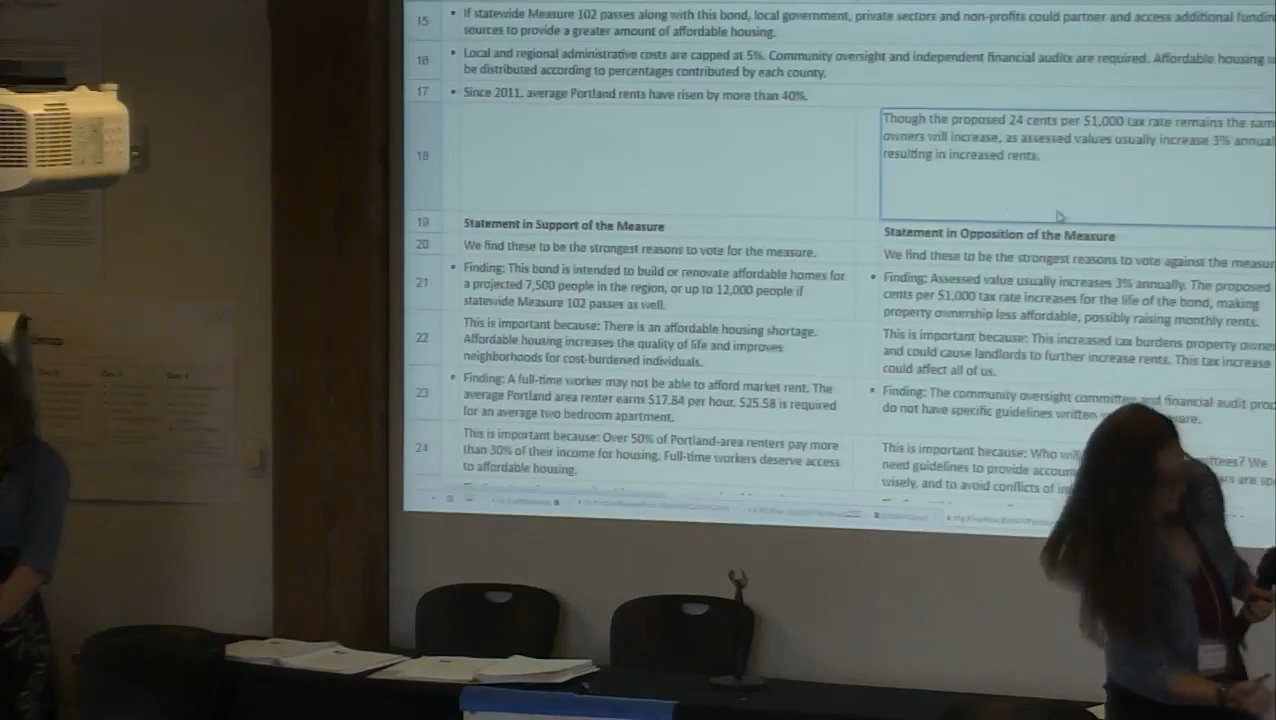 15
• If statewide Measure 102 passes along with this bond, local government, private sectors and non-profits could partner and access additional
sources to provide a greater amount of affordable housing.
16
• Local and regional administrative costs are capped at 5%. Community oversight and independent financial audits are required. Affordable housing
be distributed according to percentages contributed by each county.
17
• Since 2011, average Portland rents have risen by more than 40%.
18
Though the proposed 24 cents per $1,000 tax rate remains the
owners will increase, as assessed values usually increase 3%
resulting in increased rents.
19
Statement in Support of the Measure
20
We find these to be the strongest reasons to vote for the measure.
21
• Finding: This bond is intended to build or renovate affordable homes for
a projected 7,500 people in the region, or up to 12,000 people if
statewide Measure 102 passes as well.
22
This is important because: There is an affordable housing shortage.
Affordable housing increases the quality of life and improves
neighborhoods for cost-burdened individuals.
23
• Finding: A full-time worker may not be able to afford market rent. The
average Portland area renter earns $17.84 per hour. $25.58 is required
for an average two bedroom apartment.
24
This is important because: Over 50% of Portland-area renters pay more
than 30% of their income for housing. Full-time workers deserve access
to affordable housing.
Statement in Opposition of the Measure
We find these to be the strongest reasons to vote against the
• Finding: Assessed value usually increases 3% annually. The proposed
cents per $1,000 tax rate increases for the life of the bond, making
property ownership less affordable, possibly raising monthly rents.
This is important because: This increased tax burdens property
and could cause landlords to further increase rents. This tax increase
could affect all of us.
• Finding: The community oversight committee and financial audit
do not have specific guidelines written
This is important because: Who
We
need guidelines to provide
are
wisely, and to avoid conflicts of